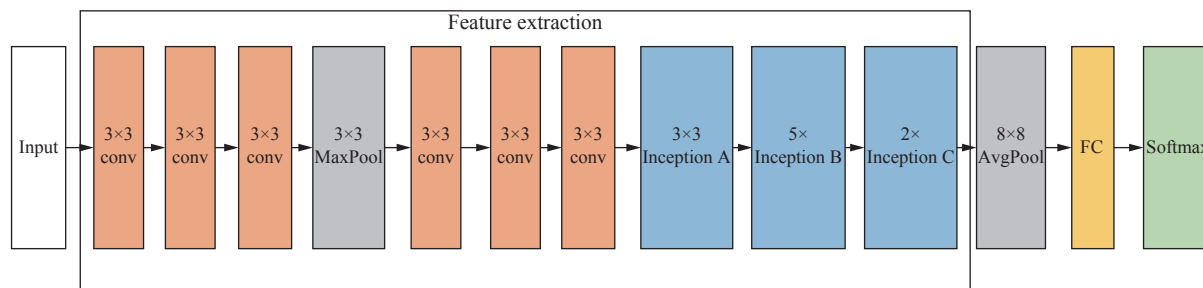 Feature extraction
Input
3×3
conv
3×3
conv
3×3
conv
3×3
MaxPool
3×3
conv
3×3
conv
3×3
conv
3×3
Inception A
5×
Inception B
2×
Inception C
8×8
AvgPool
FC
Softmax